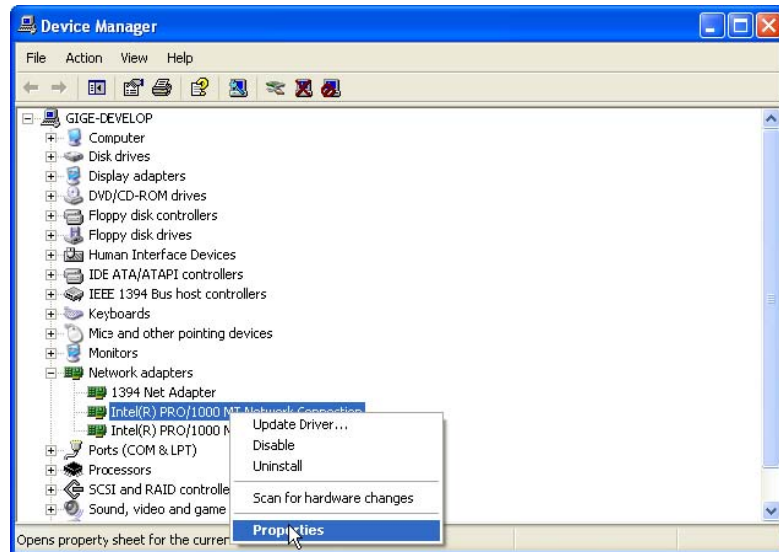 Device Manager
File Action View Help
GIGE-DEVELOP
Computer
Disk drives
Display adapters
DVD/CD-ROM drives
Floppy disk controllers
Floppy disk drives
Human Interface Devices
IDE ATA/ATAPI controllers
IEEE 1394 Bus host controllers
Keyboards
Mice and other pointing devices
Monitors
Network adapters
1394 Net Adapter
Intel(R) PRO/1000 MT Network Connection
Intel(R) PRO/1000 M
Update Driver...
Disable
Uninstall
Scan for hardware changes
Properties
Ports (COM & LPT)
Processors
SCSI and RAID controlle
Sound, video and game
Opens property sheet for the curren